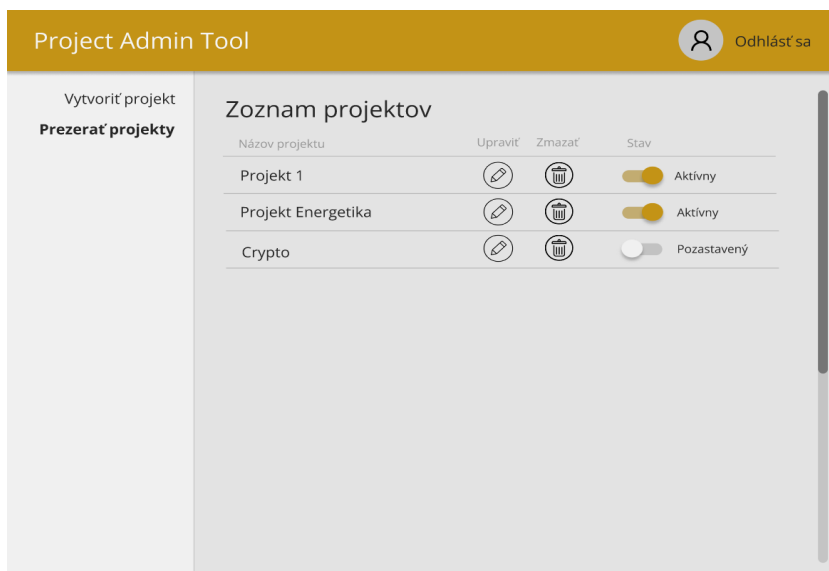 Project Admin Tool
Odhlásť sa
Vytvoriť projekt
Prezerať projekty
Zoznam projektov
Názov projektu Upraviť Zmazať Stav
Projekt 1 Aktívny
Projekt Energetika Aktívny
Crypto Pozastavený